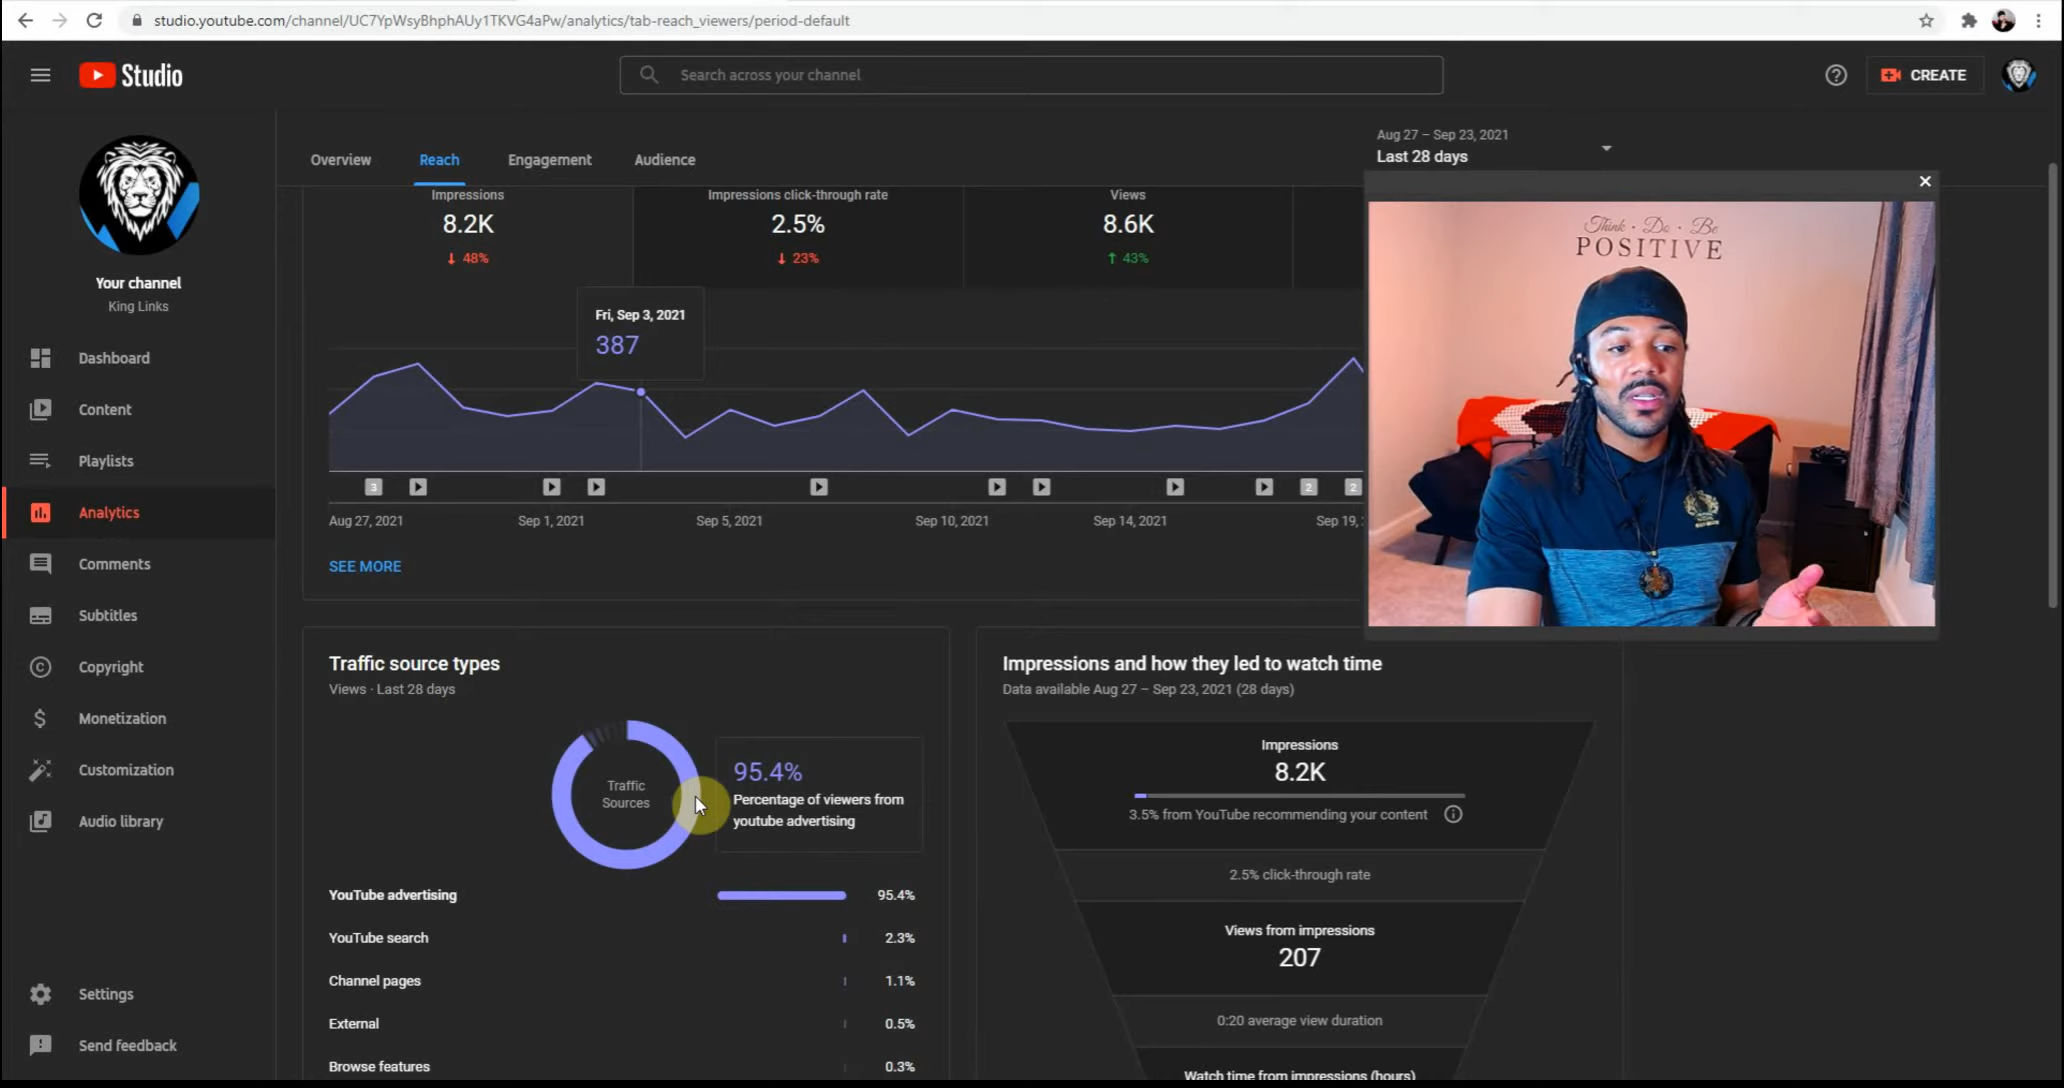 studio.youtube.com/channel/UC7YpWsyBhphAUy1TKVG4aPw/analytics/tab-reach_viewers/period-default
Studio
Search across your channel
CREATE
Your channel
King Links
Dashboard
Content
Playlists
Analytics
Comments
Subtitles
Copyright
Monetization
Customization
Audio library
Settings
Send feedback
Overview
Reach
Engagement
Audience
Aug 27 – Sep 23, 2021
Last 28 days
Impressions
8.2K
48%
Impressions click-through rate
2.5%
23%
Views
8.6K
43%
Think · Do · Be
POSITIVE
Fri, Sep 3, 2021
387
3
2
2
Aug 27, 2021
Sep 1, 2021
Sep 5, 2021
Sep 10, 2021
Sep 14, 2021
Sep 19,
SEE MORE
Traffic source types
Views · Last 28 days
Traffic
Sources
95.4%
Percentage of viewers from
youtube advertising
YouTube advertising 95.4%
YouTube search 2.3%
Channel pages 1.1%
External 0.5%
Browse features 0.3%
Impressions and how they led to watch time
Data available Aug 27 – Sep 23, 2021 (28 days)
Impressions
8.2K
3.5% from YouTube recommending your content
2.5% click-through rate
Views from impressions
207
0:20 average view duration
Watch time from impressions (hours)